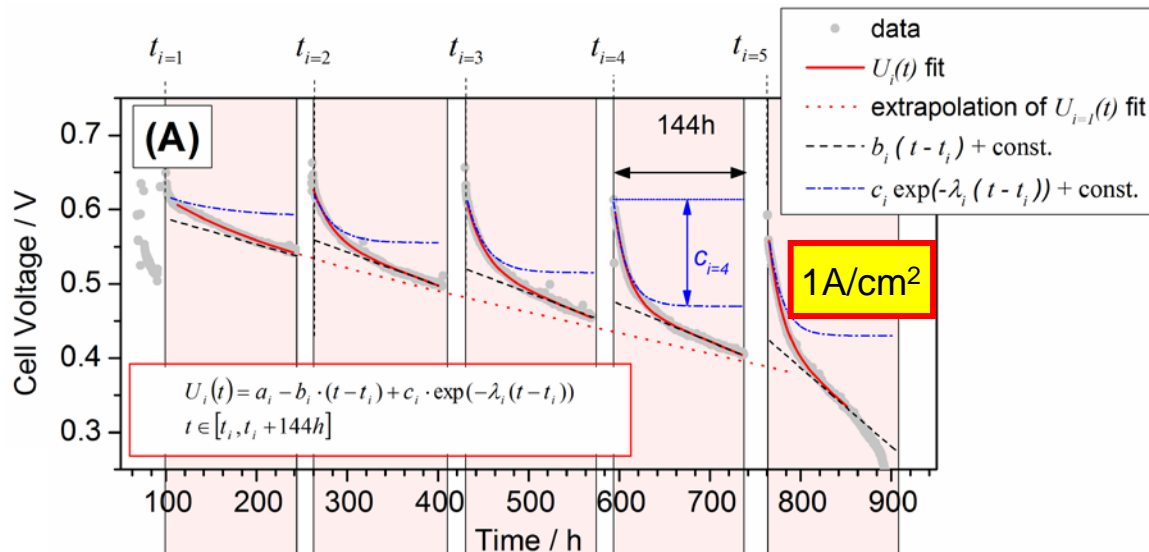 t_{i=1}
t_{i=2}
t_{i=3}
t_{i=4}
t_{i=5}
data
U_i(t) fit
extrapolation of U_{i=1}(t) fit
b_i ( t - t_i ) + const.
c_i exp(-λ_i ( t - t_i )) + const.
(A)
144h
c_{i=4}
1A/cm²
U_i(t) = a_i - b_i · (t - t_i) + c_i · exp(-λ_i(t - t_i))
t ∈ [t_i, t_i + 144h]
Cell Voltage / V
0.7
0.6
0.5
0.4
0.3
100 200 300 400 500 600 700 800 900
Time / h